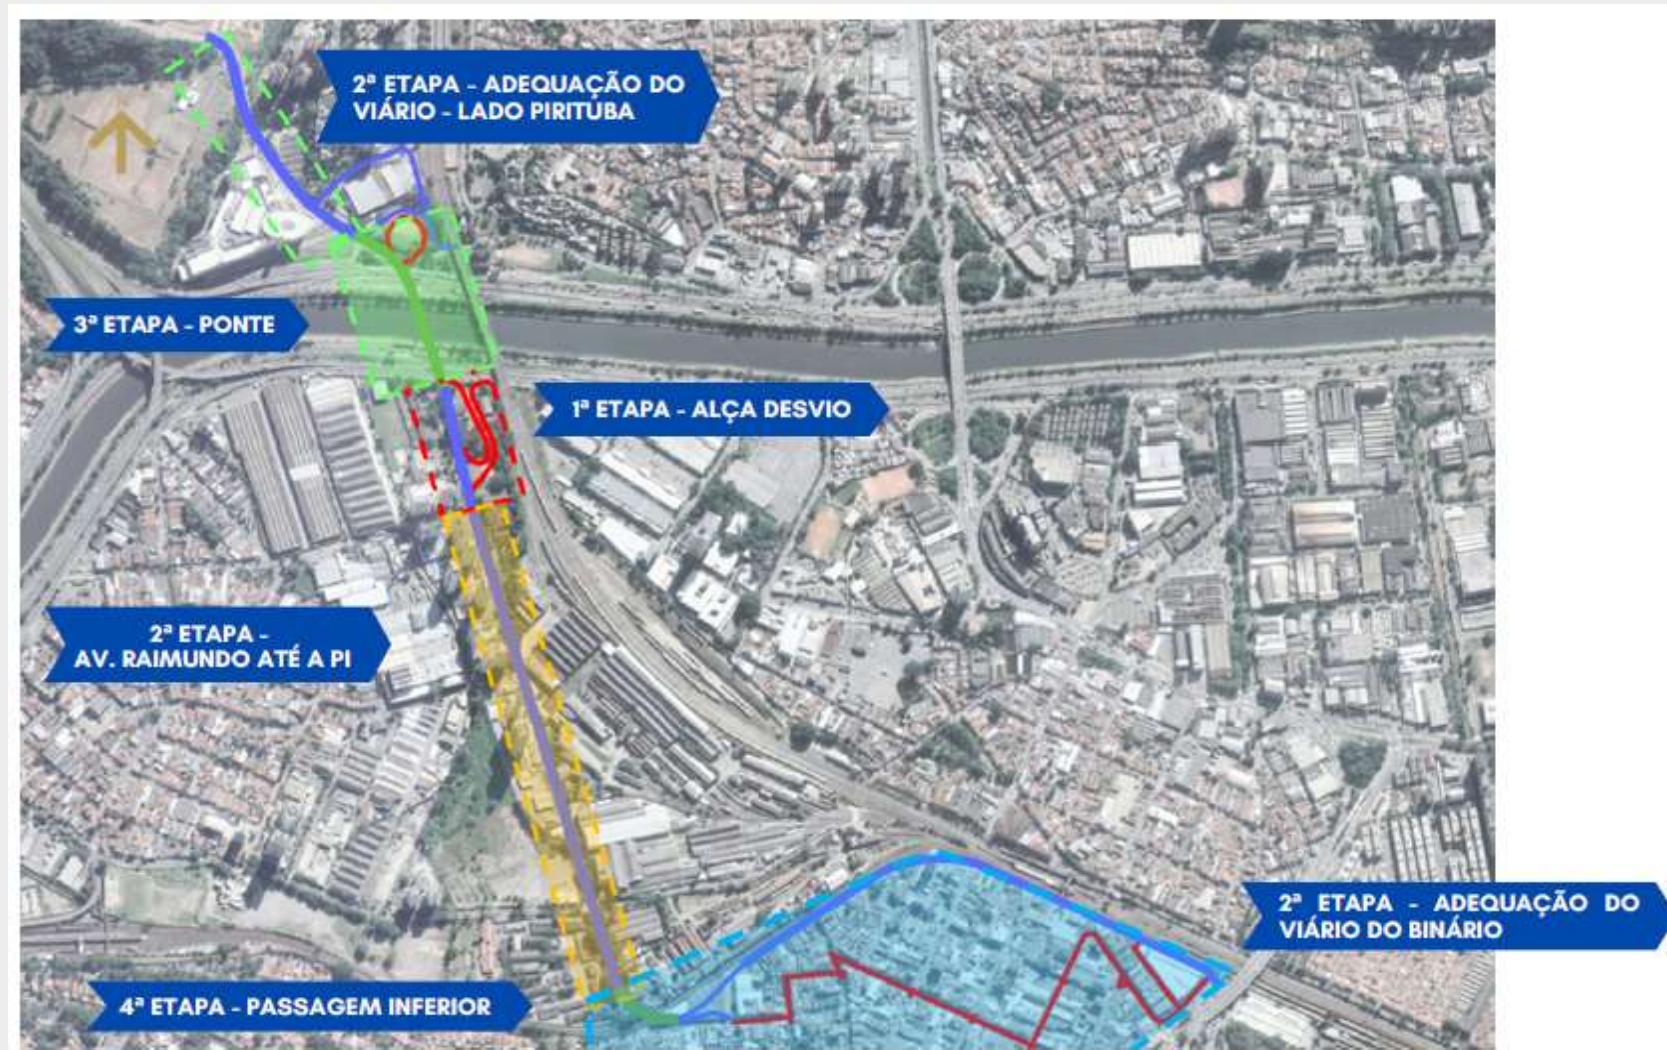 2ª ETAPA - ADEQUAÇÃO DO
VIÁRIO - LADO PIRITUBA
3ª ETAPA - PONTE
1ª ETAPA - ALÇA DESVIO
2ª ETAPA -
AV. RAIMUNDO ATÉ A PI
2ª ETAPA - ADEQUAÇÃO DO
VIÁRIO DO BINÁRIO
4ª ETAPA - PASSAGEM INFERIOR